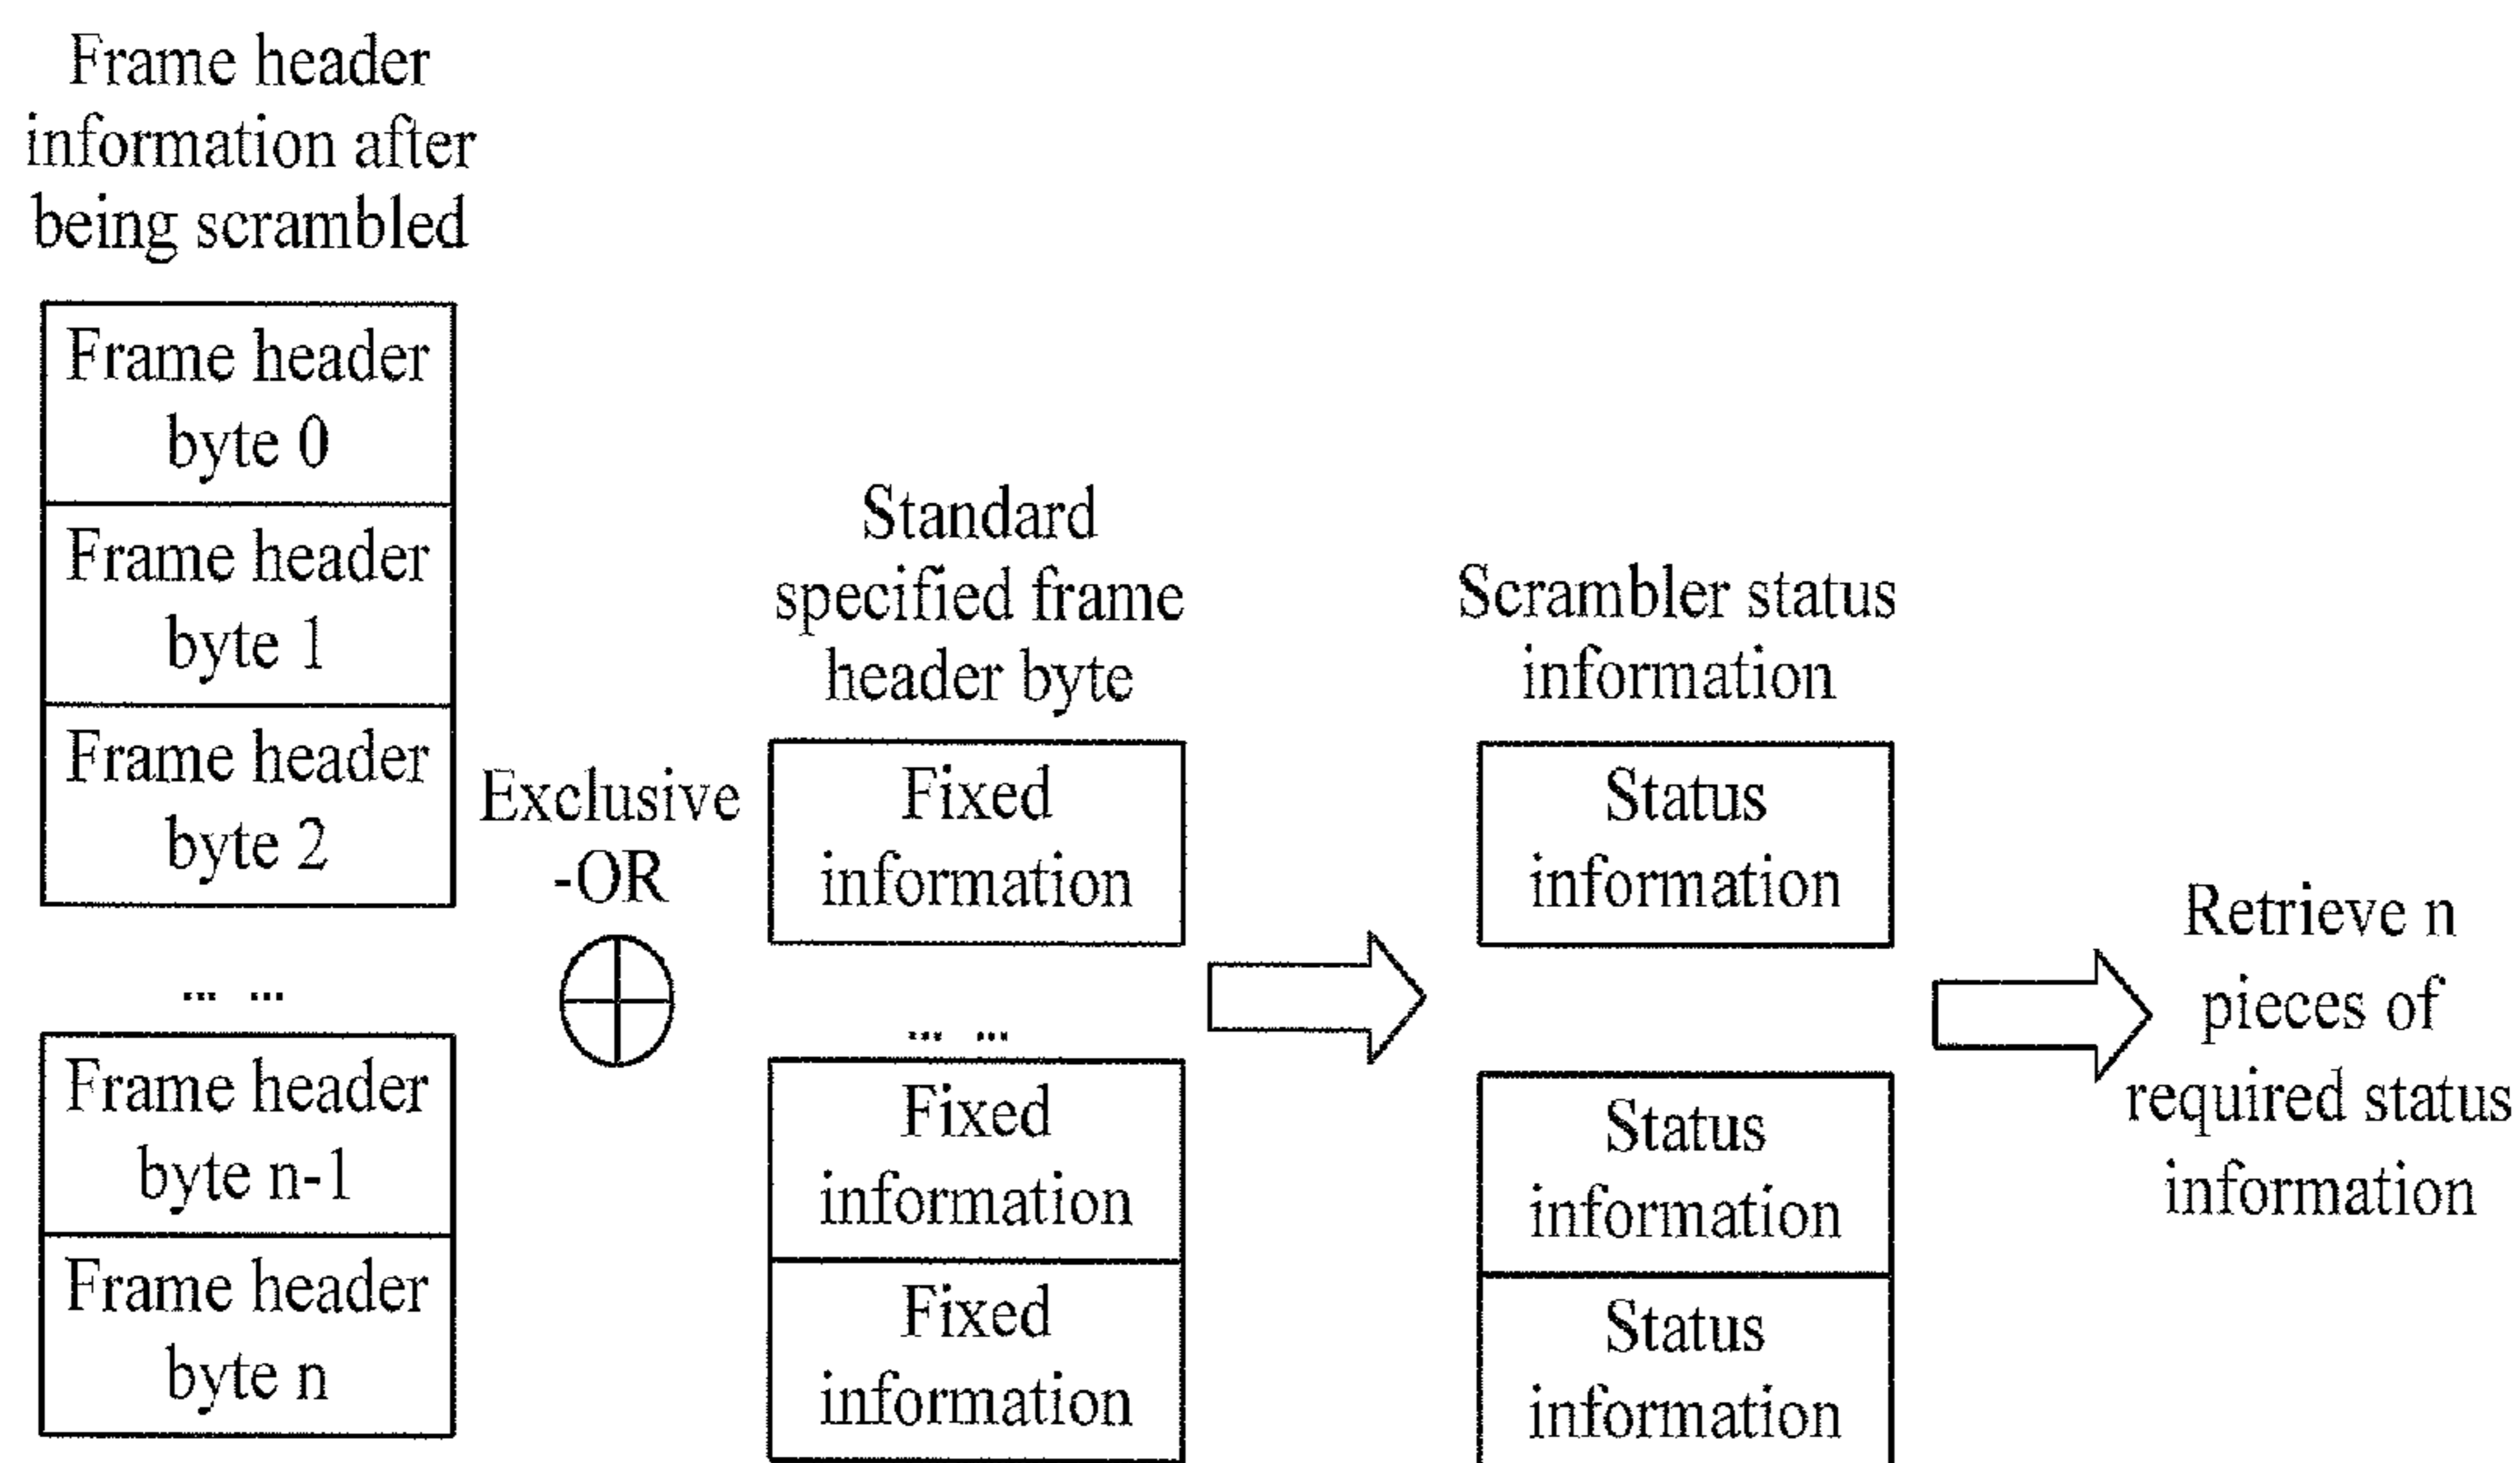 Frame header
information after
being scrambled
Frame header
byte 0
Frame header
byte 1
Frame header
byte 2
... ...
Frame header
byte n-1
Frame header
byte n
Exclusive
-OR
Standard
specified frame
header byte
Fixed
information
... ...
Fixed
information
Fixed
information
Scrambler status
information
Status
information
Status
information
Status
information
Retrieve n
pieces of
required status
information